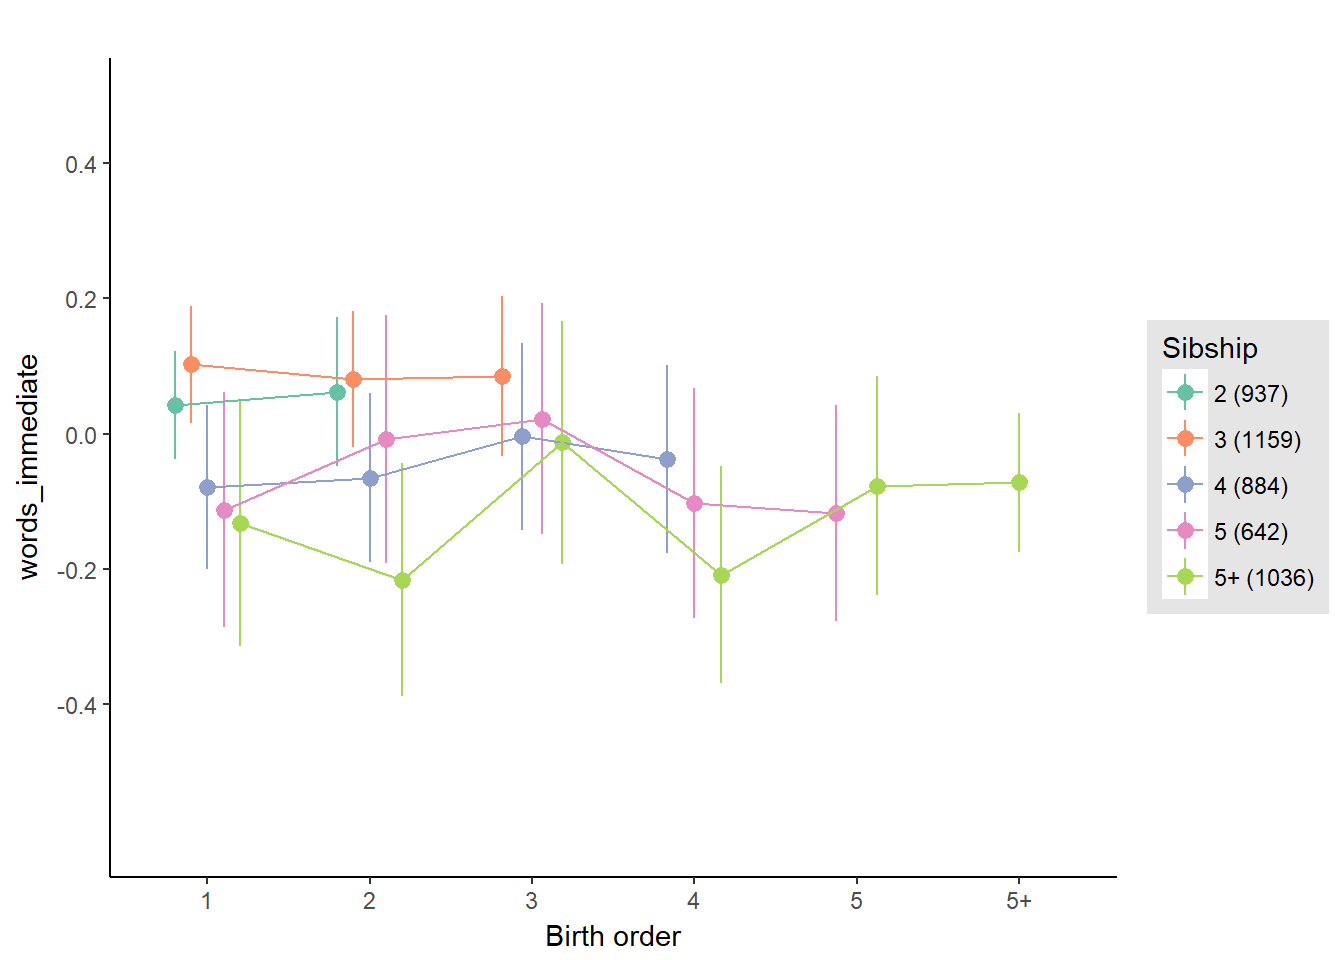 0.4
0.2
0.0
-0.2
-0.4
words_immediate
1 2 3 4 5 5+
Birth order
Sibship
2 (937)
3 (1159)
4 (884)
5 (642)
5+ (1036)